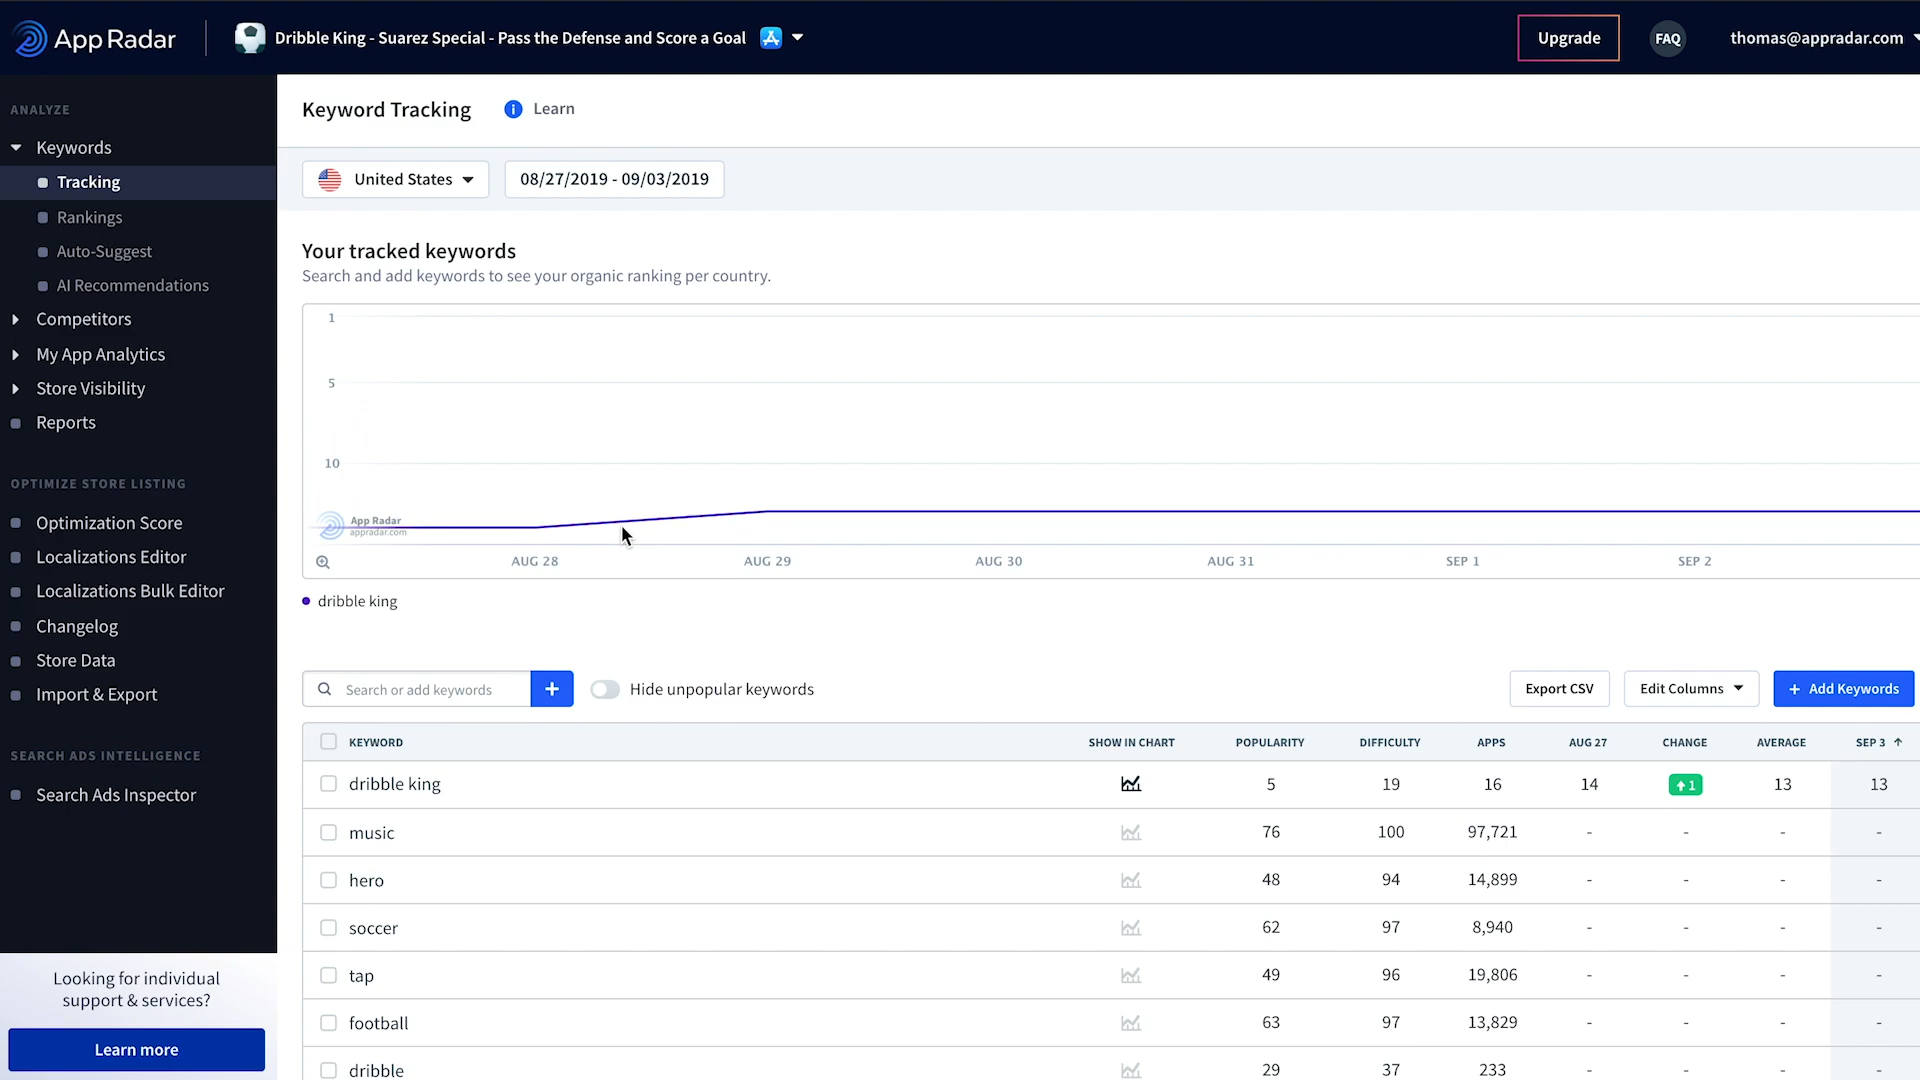 App Radar
Dribble King - Suarez Special - Pass the Defense and Score a Goal
Upgrade
FAQ
thomas@appradar.com
ANALYZE
Keywords
Tracking
Rankings
Auto-Suggest
AI Recommendations
Competitors
My App Analytics
Store Visibility
Reports
OPTIMIZE STORE LISTING
Optimization Score
Localizations Editor
Localizations Bulk Editor
Changelog
Store Data
Import & Export
SEARCH ADS INTELLIGENCE
Search Ads Inspector
Looking for individual
support & services?
Learn more
Keyword Tracking
Learn
United States
08/27/2019 - 09/03/2019
Your tracked keywords
Search and add keywords to see your organic ranking per country.
1
5
10
App Radar
appradar.com
AUG 28 AUG 29 AUG 30 AUG 31 SEP 1 SEP 2
dribble king
Search or add keywords
+
Hide unpopular keywords
Export CSV
Edit Columns
+ Add Keywords
KEYWORD SHOW IN CHART POPULARITY DIFFICULTY APPS AUG 27 CHANGE AVERAGE SEP 3
dribble king 5 19 16 14 1 13 13
music 76 100 97,721 - - - -
hero 48 94 14,899 - - - -
soccer 62 97 8,940 - - - -
tap 49 96 19,806 - - - -
football 63 97 13,829 - - - -
dribble 29 37 233 - - - -